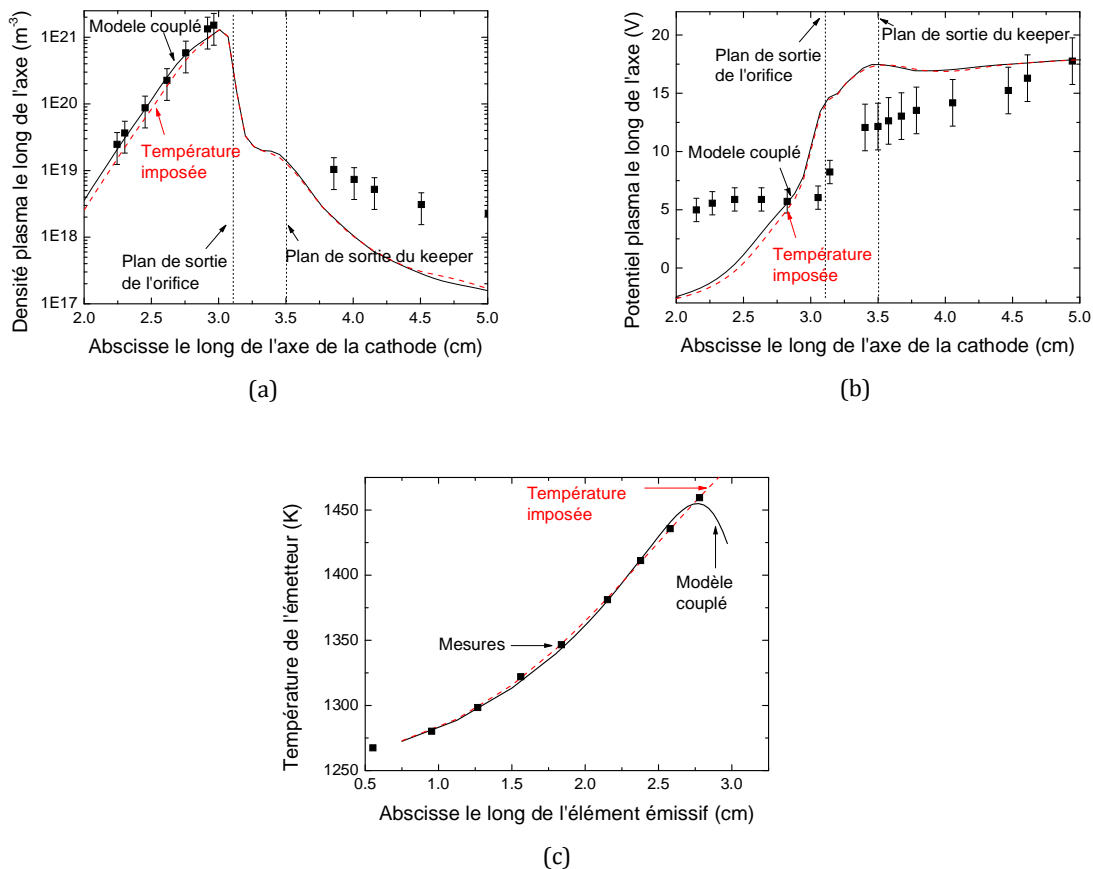 Densité plasma le long de l'axe (m-3)
1E21
1E20
1E19
1E18
1E17
Modele couplé
Température
imposée
Plan de sortie
de l'orifice
Plan de sortie du keeper
2.0 2.5 3.0 3.5 4.0 4.5 5.0
Abscisse le long de l'axe de la cathode (cm)
(a)
Potentiel plasma le long de l'axe (V)
20
15
10
5
0
Plan de sortie
de l'orifice
Plan de sortie du keeper
Modele couplé
Température
imposée
2.0 2.5 3.0 3.5 4.0 4.5 5.0
Abscisse le long de l'axe de la cathode (cm)
(b)
Température de l'émetteur (K)
1450
1400
1350
1300
1250
Température
imposée
Modèle
couplé
Mesures
0.5 1.0 1.5 2.0 2.5 3.0
Abscisse le long de l'élément émissif (cm)
(c)